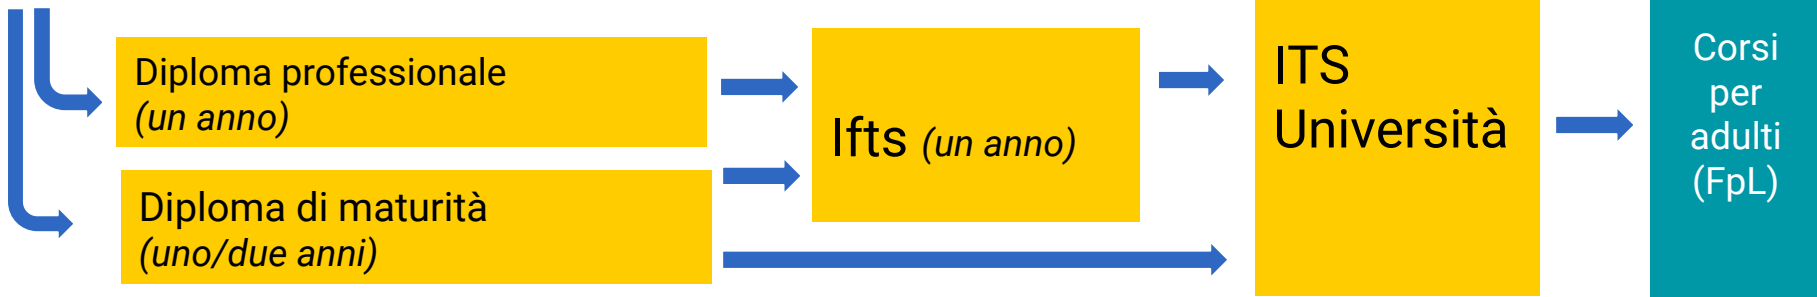 Diploma professionale
(un anno)
Diploma di maturità
(uno/due anni)
Ifts (un anno)
ITS
Università
Corsi
per
adulti
(FpL)